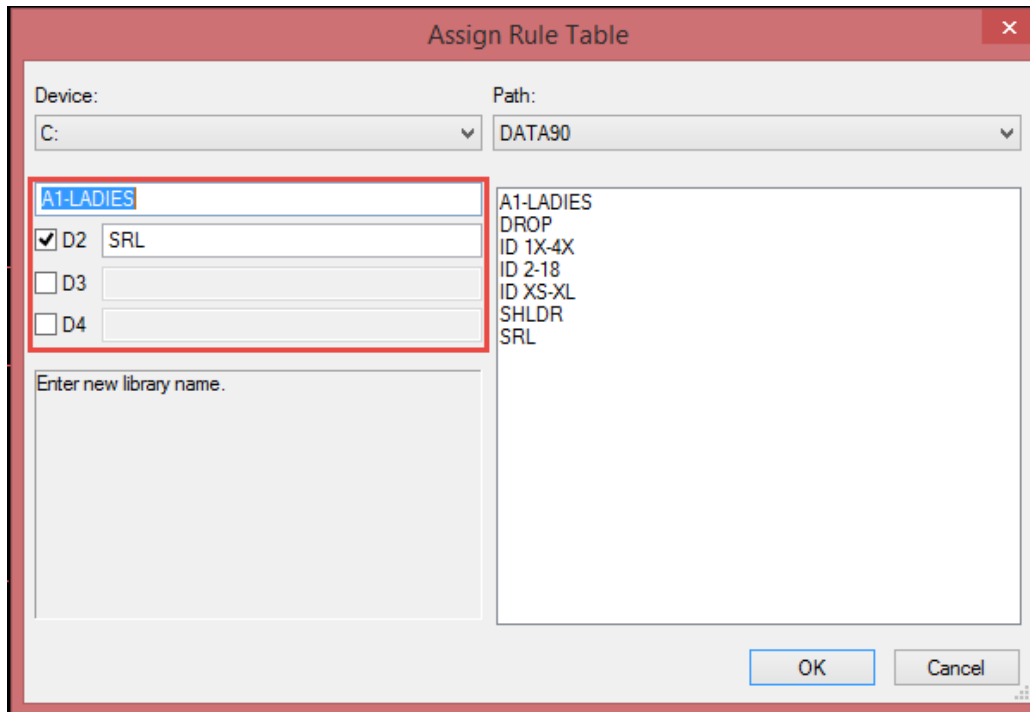 Assign Rule Table
Device:
Path:
C:
DATA90
A1-LADIES
D2 SRL
D3
D4
Enter new library name.
A1-LADIES
DROP
ID 1X-4X
ID 2-18
ID XS-XL
SHLDR
SRL
OK
Cancel